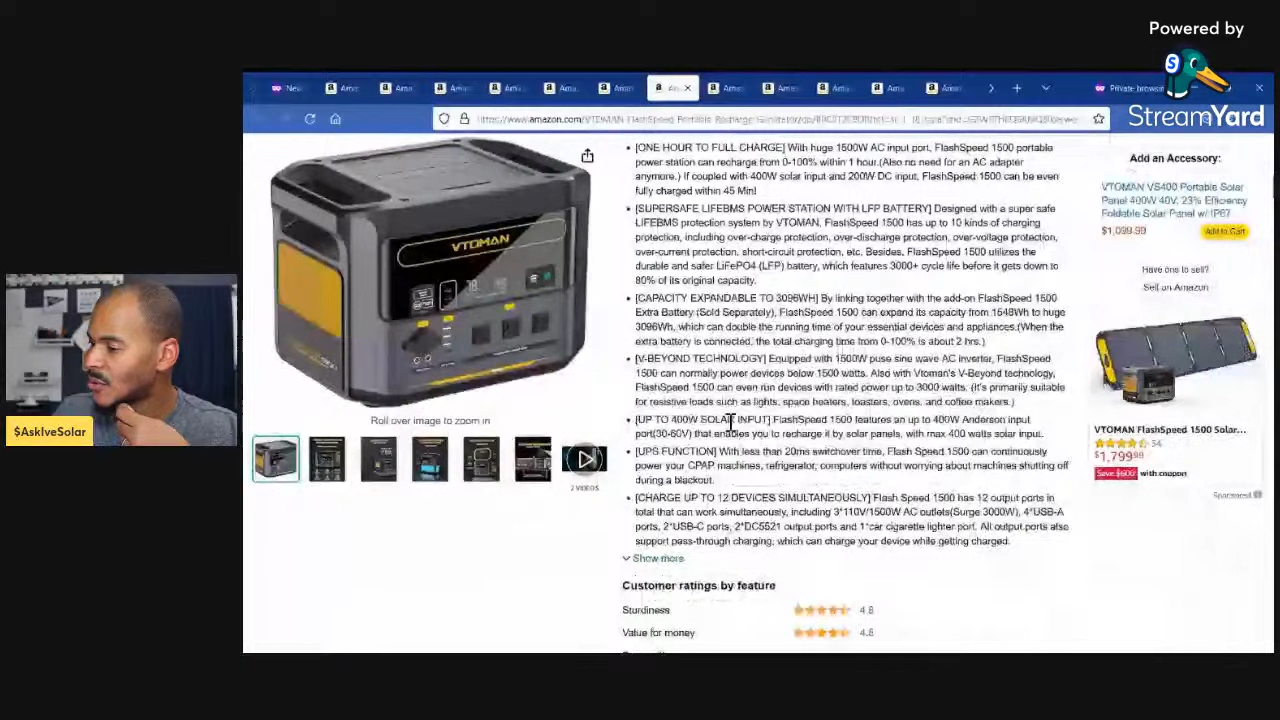 Powered by
StreamYard
New
Private browsi
[ONE HOUR TO FULL CHARGE] With huge 1500W AC input port, FlashSpeed 1500 portable
power station can recharge from 0-100% within 1 hour.(Also no need for an AC adapter
anymore.) If coupled with 400W solar input and 200W DC input, FlashSpeed 1500 can be even
fully charged within 45 Min!
[SUPERSAFE LIFEBMS POWER STATION WITH LFP BATTERY] Designed with a super safe
LIFEBMS protection system by VTOMAN, FlashSpeed 1500 has up to 10 kinds of charging
protection, including over-charge protection, over-discharge protection, over-voltage protection,
over-current protection, short-circuit protection, etc. Besides, FlashSpeed 1500 utilizes the
durable and safer LiFePO4 (LFP) battery, which features 3000+ cycle life before it gets down to
80% of its original capacity.
[CAPACITY EXPANDABLE TO 3096WH] By linking together with the add-on FlashSpeed 1500
Extra Battery (Sold Separately), FlashSpeed 1500 can expand its capacity from 1548Wh to huge
3096Wh, which can double the running time of your essential devices and appliances.(When the
extra battery is connected, the total charging time from 0-100% is about 2 hrs.)
[V-BEYOND TECHNOLOGY] Equipped with 1500W puse sine wave AC inverter, FlashSpeed
1500 can normally power devices below 1500 watts. Also with Vtoman's V-Beyond technology,
FlashSpeed 1500 can even run devices with rated power up to 3000 watts. (It's primarily suitable
for resistive loads such as lights, space heaters, toasters, ovens, and coffee makers.)
[UP TO 400W SOLAR INPUT] FlashSpeed 1500 features an up to 400W Anderson input
port(30-60V) that enables you to recharge it by solar panels, with max 400 watts solar input.
[UPS FUNCTION] With less than 20ms switchover time, Flash Speed 1500 can continuously
power your CPAP machines, refrigerator, computers without worrying about machines shutting off
during a blackout.
[CHARGE UP TO 12 DEVICES SIMULTANEOUSLY] Flash Speed 1500 has 12 output ports in
total that can work simultaneously, including 3*110V/1500W AC outlets(Surge 3000W), 4*USB-A
ports, 2*USB-C ports, 2*DC5521 output ports and 1*car cigarette lighter port. All output ports also
support pass-through charging, which can charge your device while getting charged.
Show more
Customer ratings by feature
Sturdiness 4.8
Value for money 4.8
VTOMAN
Roll over image to zoom in
2 VIDEOS
Add an Accessory:
VTOMAN VS400 Portable Solar
Panel 400W 40V, 23% Efficiency
Foldable Solar Panel w/ IP67
$1,099.99
Add to Cart
Have one to sell?
Sell on Amazon
VTOMAN FlashSpeed 1500 Solar...
54
$1,799
Save $600 with coupon
Sponsored
$AskIveSolar